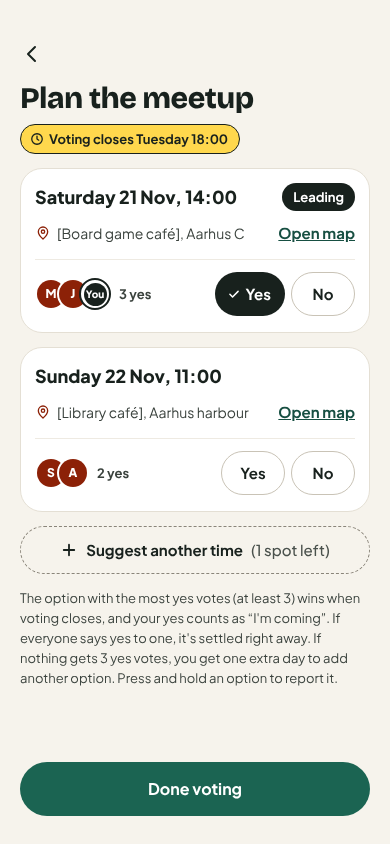 Plan the meetup
Voting closes Tuesday 18:00
Saturday 21 Nov, 14:00
Leading
[Board game café], Aarhus C
Open map
M J You 3 yes
Yes
No
Sunday 22 Nov, 11:00
[Library café], Aarhus harbour
Open map
S A 2 yes
Yes
No
Suggest another time (1 spot left)
The option with the most yes votes (at least 3) wins when
voting closes, and your yes counts as “I’m coming”. If
everyone says yes to one, it’s settled right away. If
nothing gets 3 yes votes, you get one extra day to add
another option. Press and hold an option to report it.
Done voting